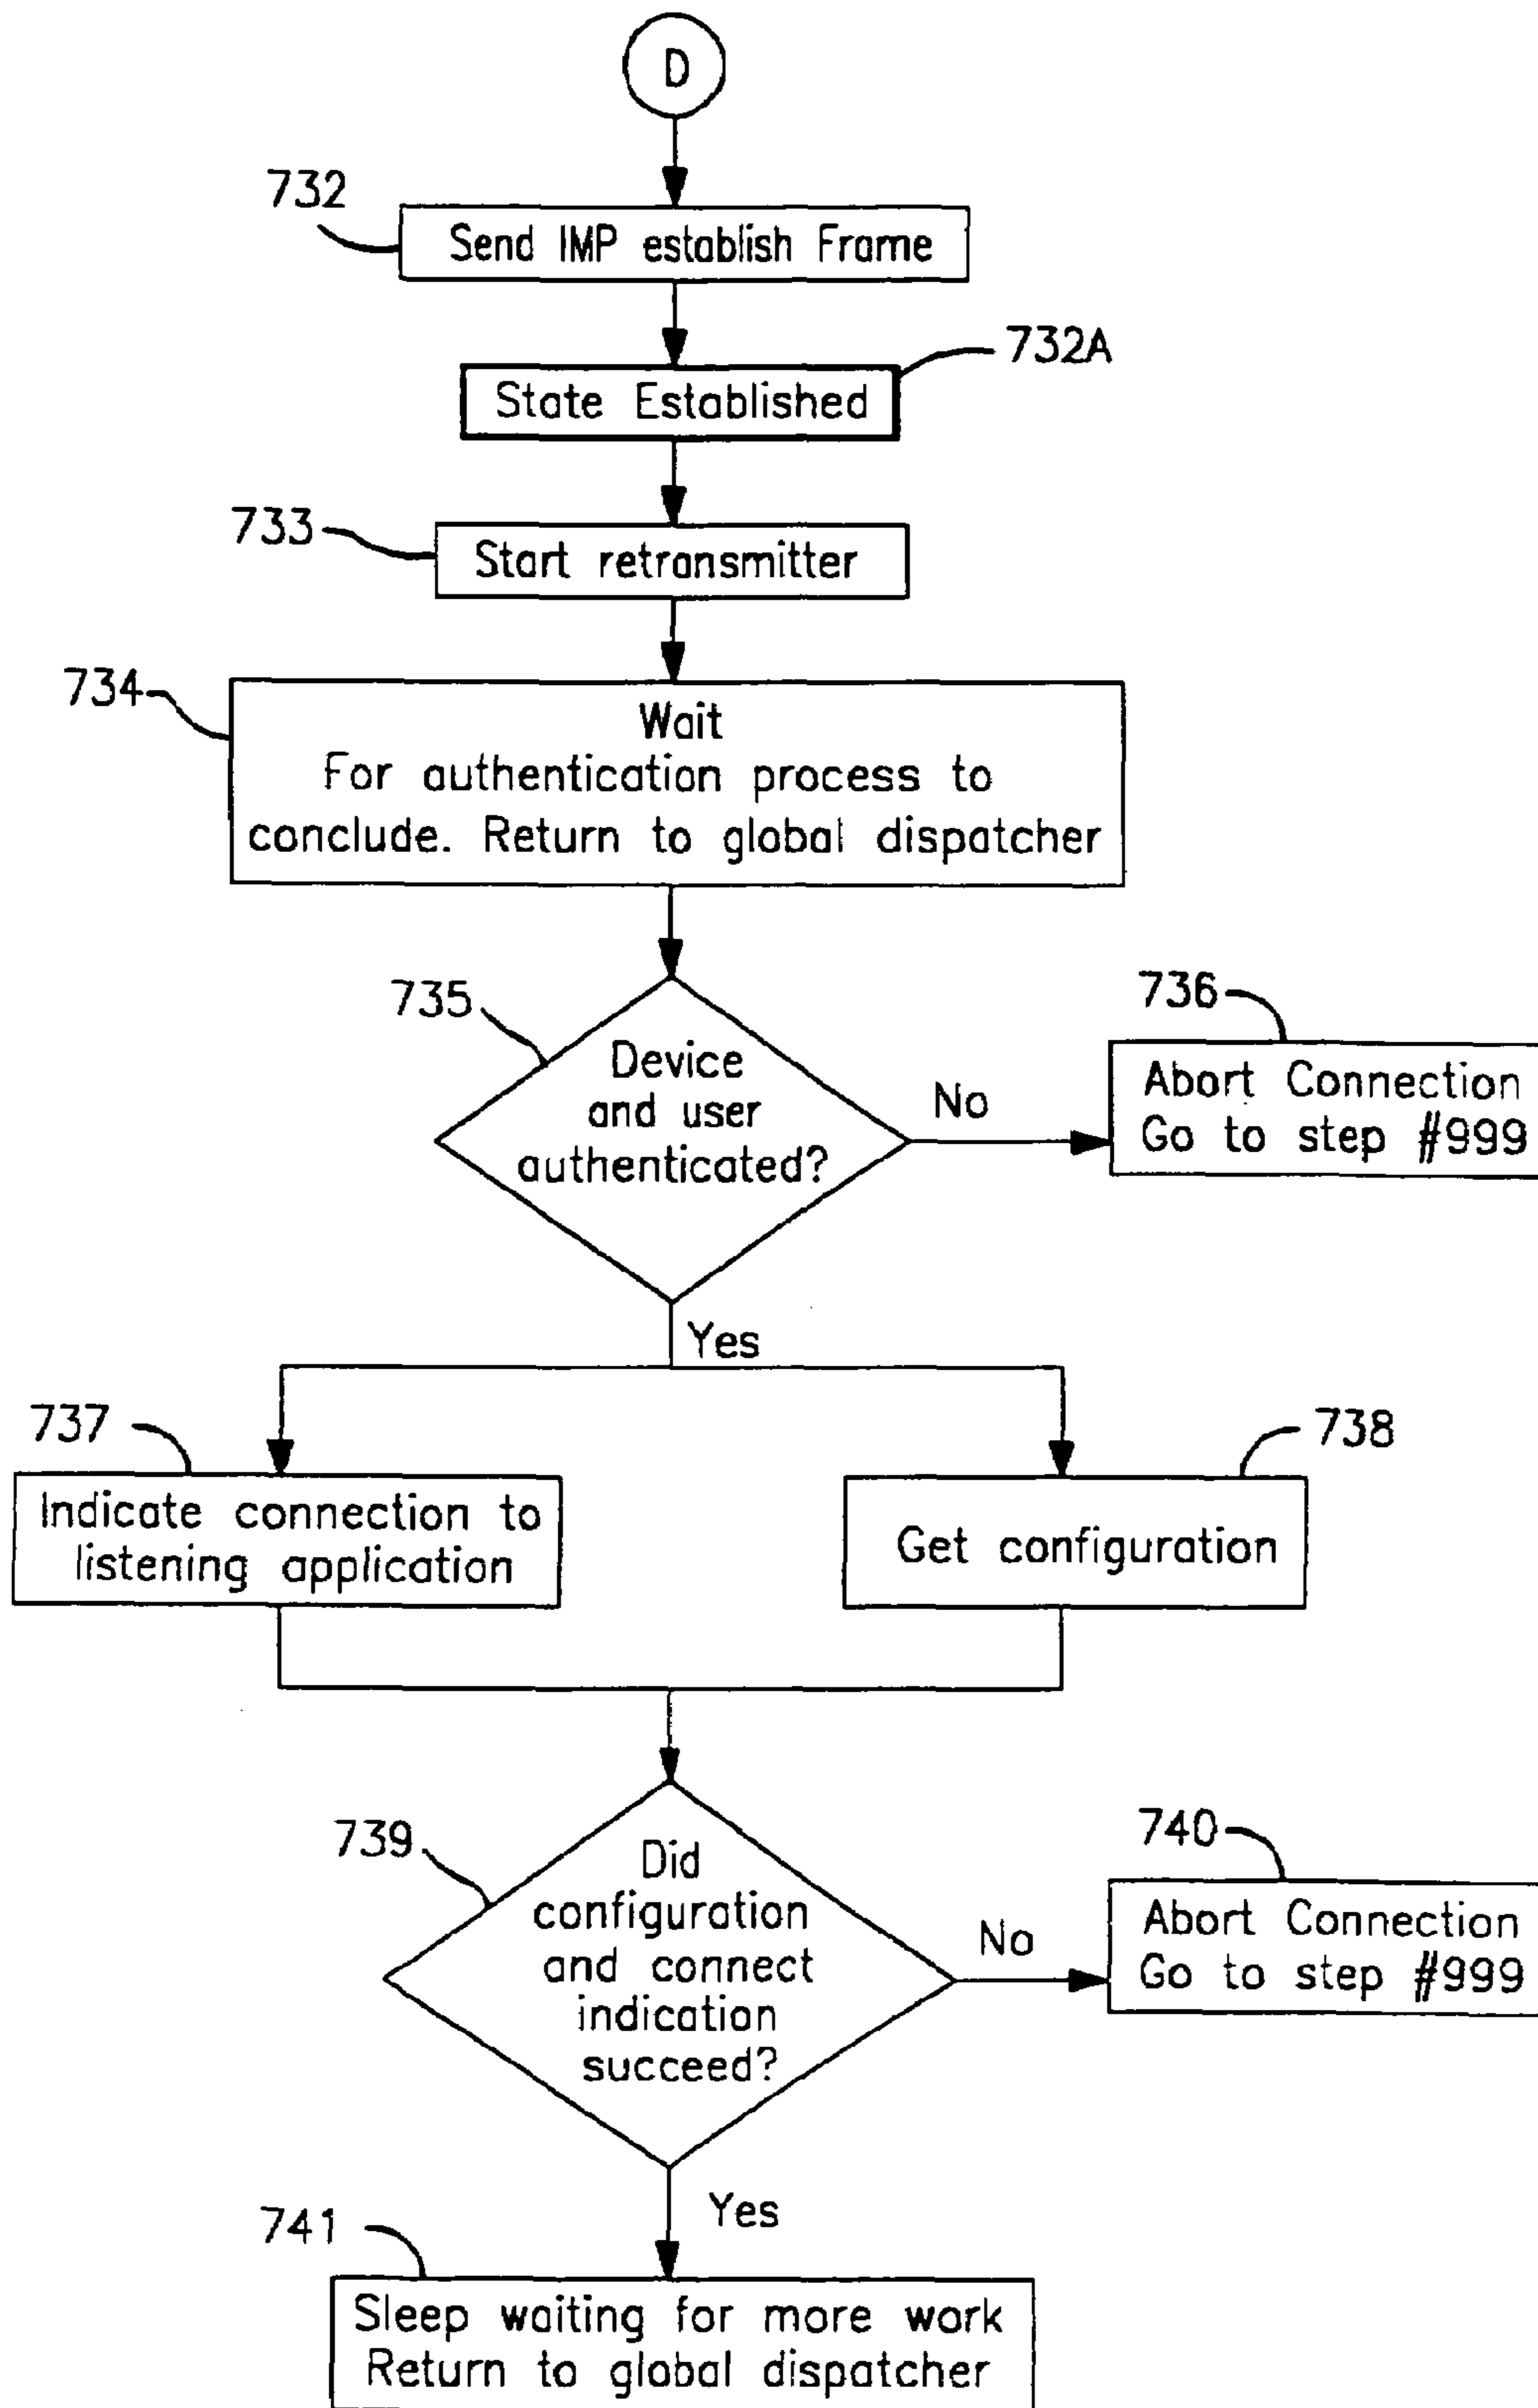 D
732
Send IMP establish Frame
732A
State Established
733
Start retransmitter
734
Wait
For authentication process to
conclude. Return to global dispatcher
735
Device
and user
authenticated?
No
736
Abort Connection
Go to step #999
Yes
737
Indicate connection to
listening application
738
Get configuration
739
Did
configuration
and connect
indication
succeed?
No
740
Abort Connection
Go to step #999
Yes
741
Sleep waiting for more work
Return to global dispatcher